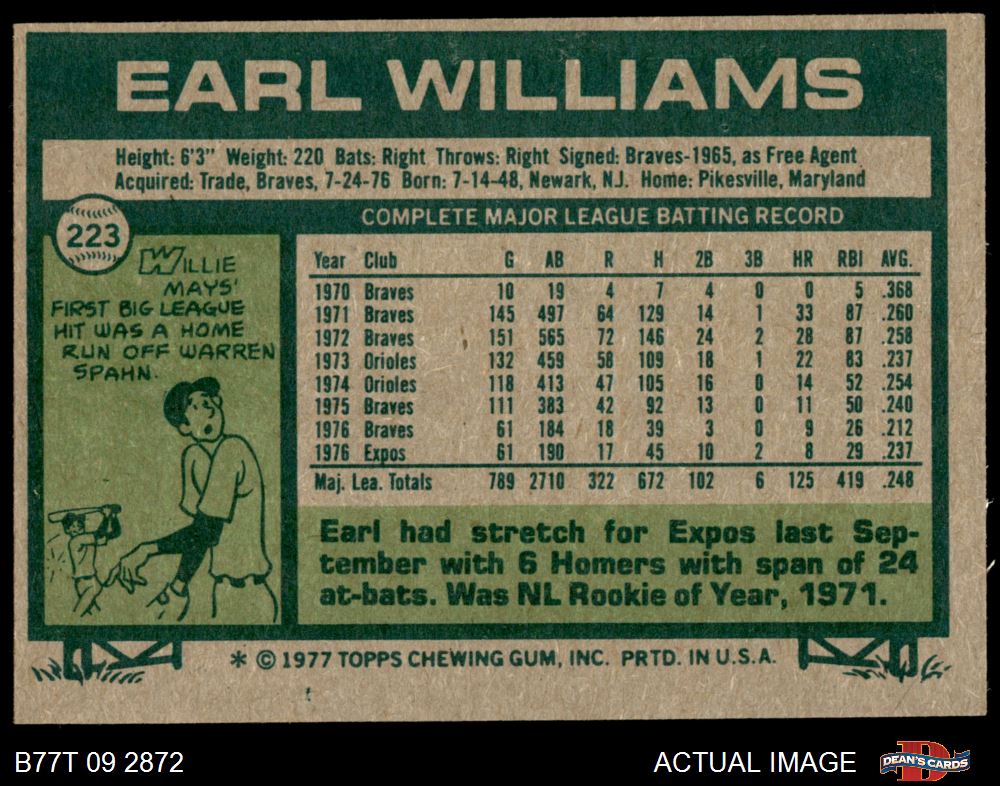 EARL WILLIAMS
Height: 6'3" Weight: 220 Bats: Right Throws: Right Signed: Braves-1965, as Free Agent
Acquired: Trade, Braves, 7-24-76 Born: 7-14-48, Newark, N.J. Home: Pikesville, Maryland
223
WILLIE
MAYS'
FIRST BIG LEAGUE
HIT WAS A HOME
RUN OFF WARREN
SPAHN.
COMPLETE MAJOR LEAGUE BATTING RECORD
Year Club G AB R H 2B 3B HR RBI AVG.
1970 Braves 10 19 4 7 4 0 0 5 .368
1971 Braves 145 497 64 129 14 1 33 87 .260
1972 Braves 151 565 72 146 24 2 28 87 .258
1973 Orioles 132 459 58 109 18 1 22 83 .237
1974 Orioles 118 413 47 105 16 0 14 52 .254
1975 Braves 111 383 42 92 13 0 11 50 .240
1976 Braves 61 184 18 39 3 0 9 26 .212
1976 Expos 61 190 17 45 10 2 8 29 .237
Maj. Lea. Totals 789 2710 322 672 102 6 125 419 .248
Earl had stretch for Expos last Sep-
tember with 6 Homers with span of 24
at-bats. Was NL Rookie of Year, 1971.
* © 1977 TOPPS CHEWING GUM, INC. PRTD. IN U.S.A.
B77T 09 2872
ACTUAL IMAGE
D
DEAN'S CARDS